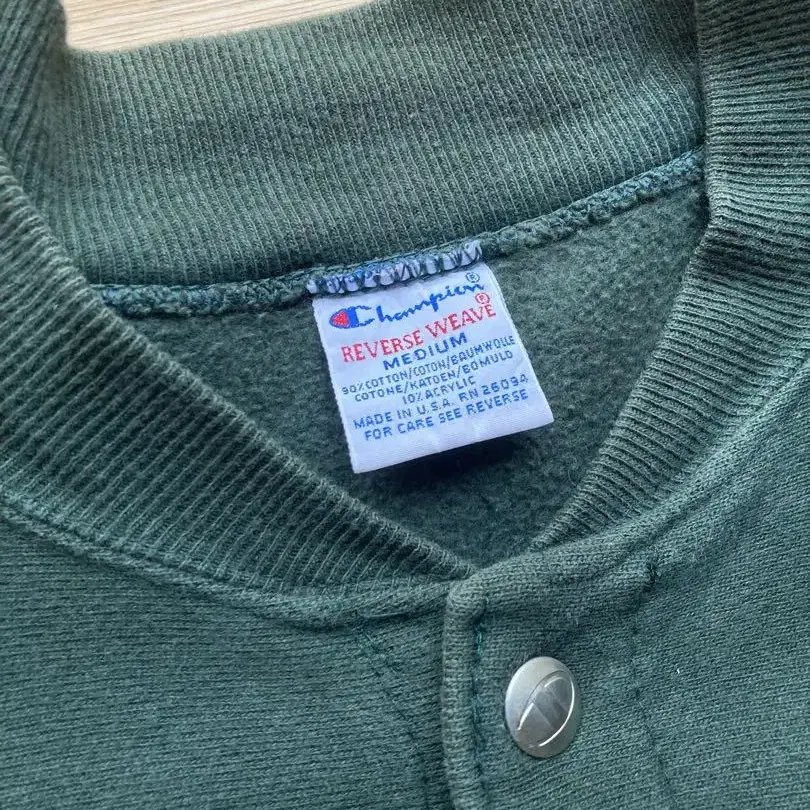 Champion®
REVERSE WEAVE®
MEDIUM
90% COTTON/COTON/BAUMWOLLE
COTONE/KATOEN/BOMULD
10% ACRYLIC
MADE IN U.S.A. RN 26094
FOR CARE SEE REVERSE